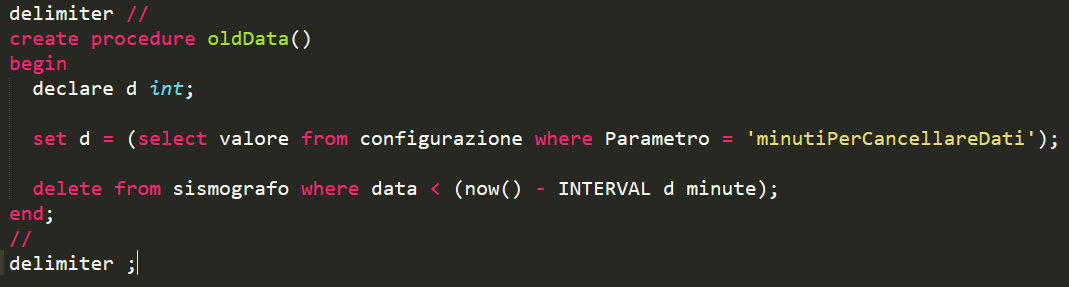 delimiter //
create procedure oldData()
begin
declare d int;
set d = (select valore from configurazione where Parametro = 'minutiPerCancellareDati');
delete from sismografo where data < (now() - INTERVAL d minute);
end;
//
delimiter ;